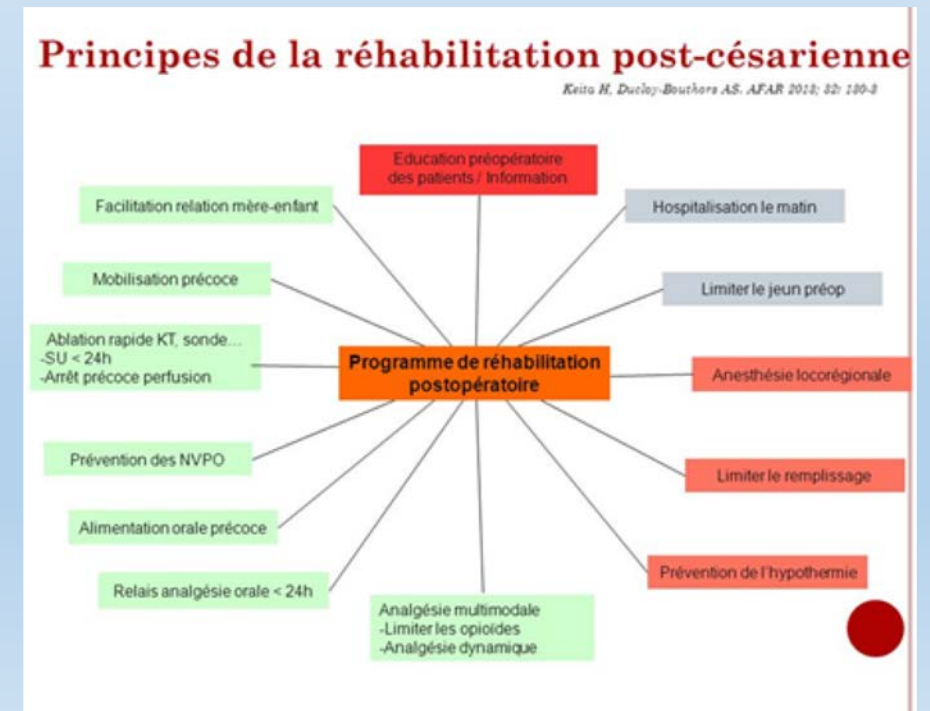 Principes de la réhabilitation post-césarienne
Keita H, Ducloy-Bouthors AS. AFAR 2013; 32: 130-3
Education préopératoire
des patients / Information
Facilitation relation mère-enfant
Hospitalisation le matin
Mobilisation précoce
Limiter le jeun préop
Ablation rapide KT, sonde...
-SU < 24h
-Arrêt précoce perfusion
Programme de réhabilitation
postopératoire
Anesthésie locorégionale
Prévention des NVPO
Limiter le remplissage
Alimentation orale précoce
Prévention de l'hypothermie
Relais analgésie orale < 24h
Analgésie multimodale
-Limiter les opioïdes
-Analgésie dynamique